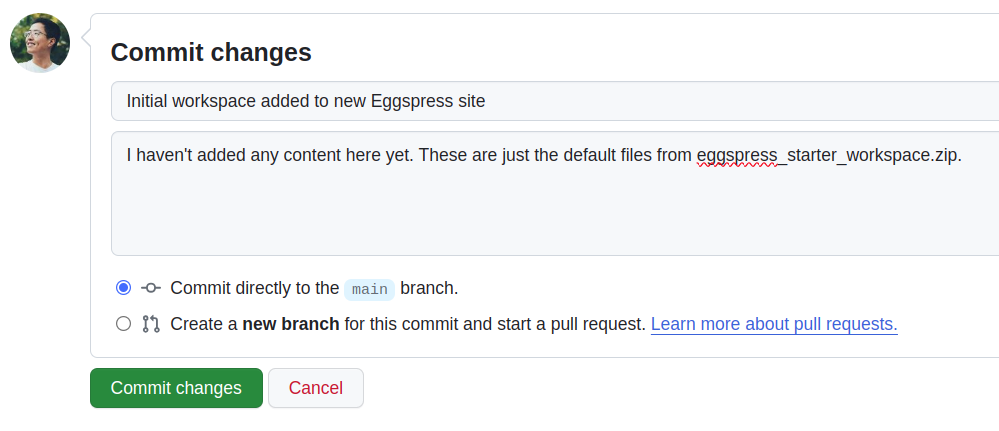 Commit changes
Initial workspace added to new Eggspress site
I haven't added any content here yet. These are just the default files from eggspress_starter_workspace.zip.
Commit directly to the main branch.
Create a new branch for this commit and start a pull request. Learn more about pull requests.
Commit changes Cancel